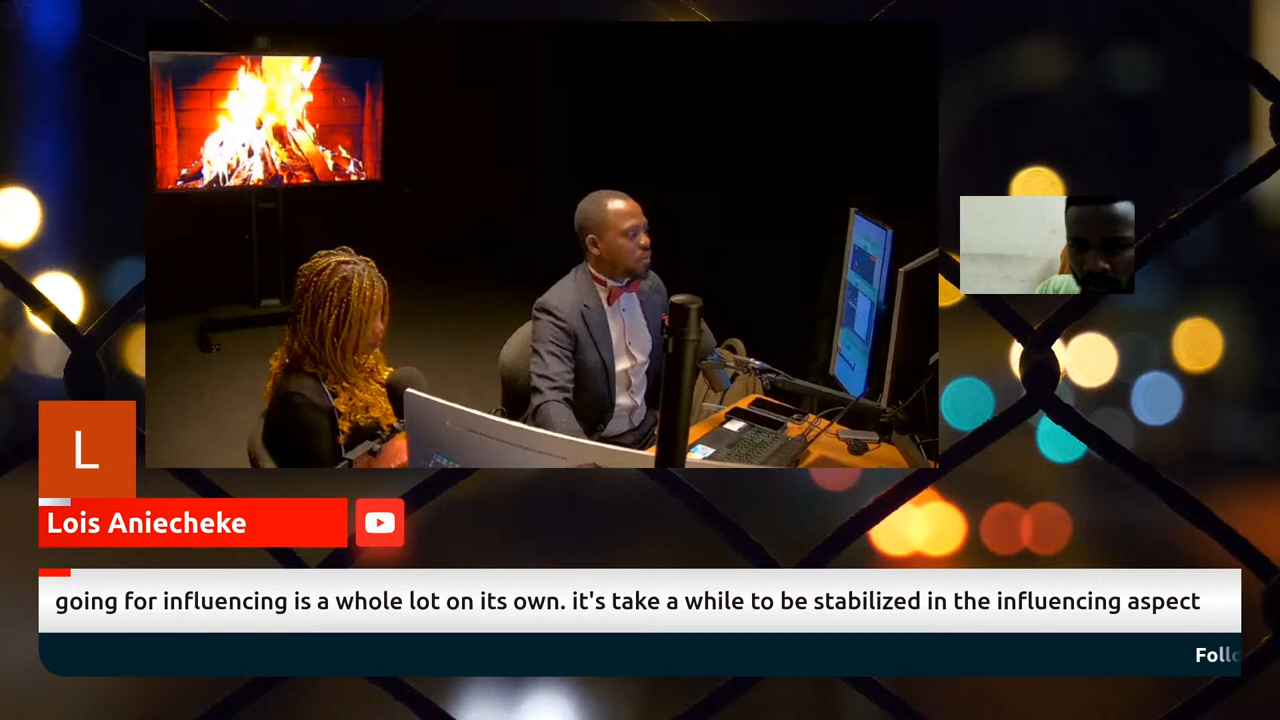 L
Lois Aniecheke
going for influencing is a whole lot on its own. it's take a while to be stabilized in the influencing aspect
Follo